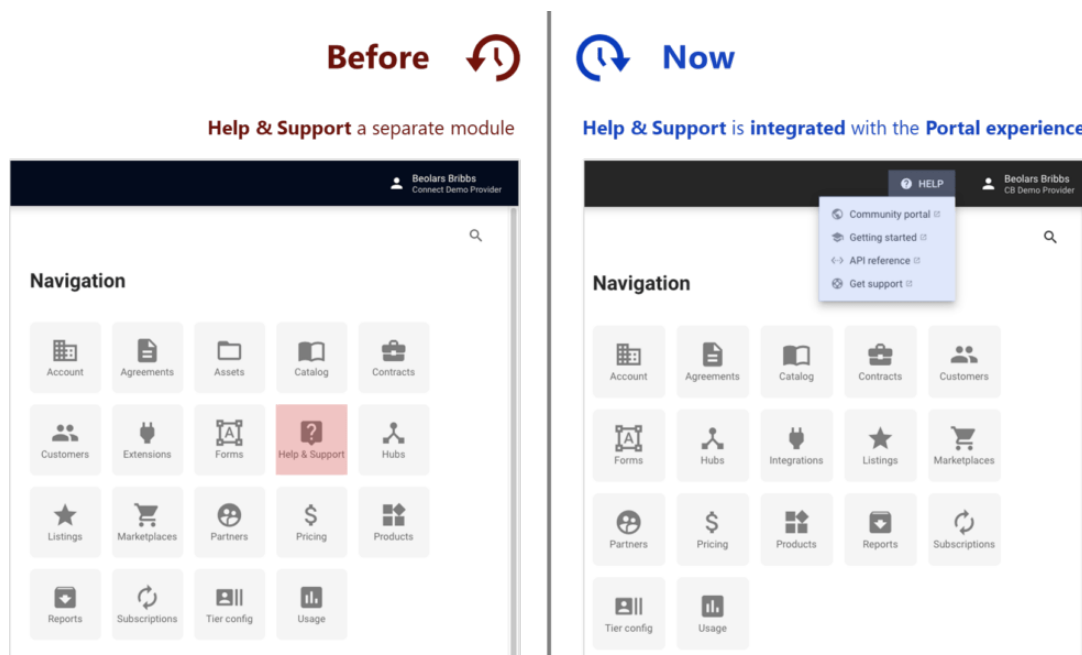 Before
Help & Support a separate module
Beolars Bribbs
Connect Demo Provider
Navigation
Account Agreements Assets Catalog Contracts
Customers Extensions Forms Help & Support Hubs
Listings Marketplaces Partners Pricing Products
Reports Subscriptions Tier config Usage
Now
Help & Support is integrated with the Portal experience
HELP
Beolars Bribbs
CB Demo Provider
Community portal
Getting started
API reference
Get support
Navigation
Account Agreements Catalog Contracts Customers
Forms Hubs Integrations Listings Marketplaces
Partners Pricing Products Reports Subscriptions
Tier config Usage